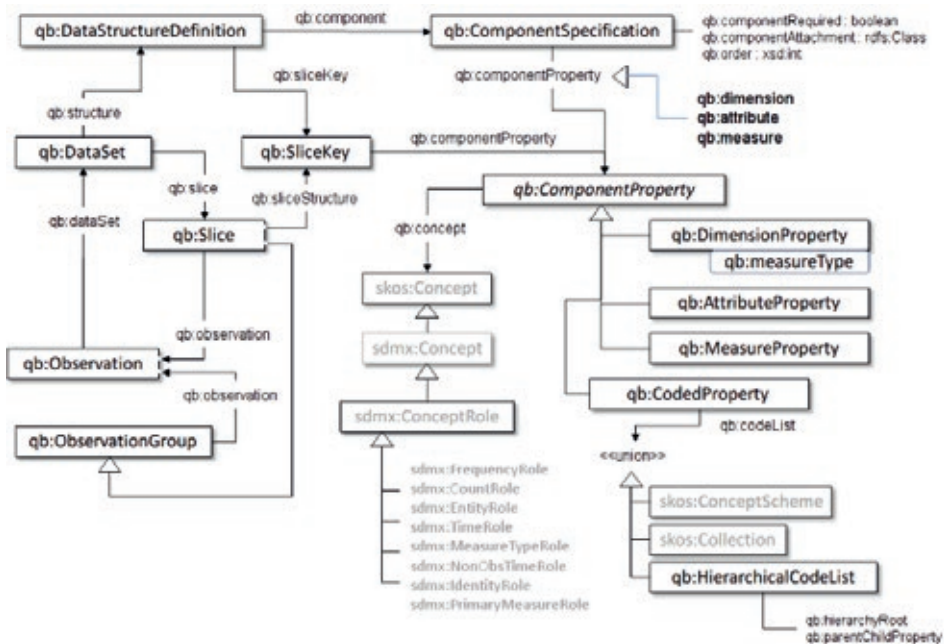 qb:DataStructureDefinition
qb:component
qb:ComponentSpecification
qb:componentRequired : boolean
qb:componentAttachment : rdfs:Class
qb:order : xsd:int
qb:sliceKey
qb:componentProperty
qb:dimension
qb:attribute
qb:measure
qb:structure
qb:DataSet
qb:SliceKey
qb:componentProperty
qb:slice
qb:sliceStructure
qb:ComponentProperty
qb:dataSet
qb:Slice
qb:concept
qb:DimensionProperty
qb:measureType
skos:Concept
qb:AttributeProperty
qb:observation
sdmx:Concept
qb:MeasureProperty
qb:Observation
qb:observation
qb:CodedProperty
sdmx:ConceptRole
qb:codeList
qb:ObservationGroup
<<union>>
sdmx:FrequencyRole
sdmx:CountRole
sdmx:EntityRole
sdmx:TimeRole
sdmx:MeasureTypeRole
sdmx:NonObsTimeRole
sdmx:IdentityRole
sdmx:PrimaryMeasureRole
skos:ConceptScheme
skos:Collection
qb:HierarchicalCodeList
qb:hierarchyRoot
qb:parentChildProperty